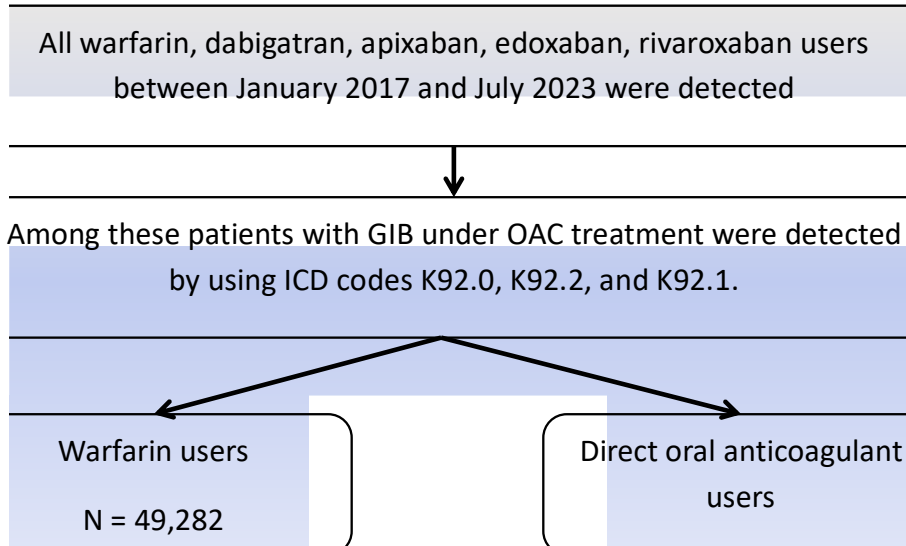 All warfarin, dabigatran, apixaban, edoxaban, rivaroxaban users
between January 2017 and July 2023 were detected
Among these patients with GIB under OAC treatment were detected
by using ICD codes K92.0, K92.2, and K92.1.
Warfarin users
N = 49,282
Direct oral anticoagulant
users